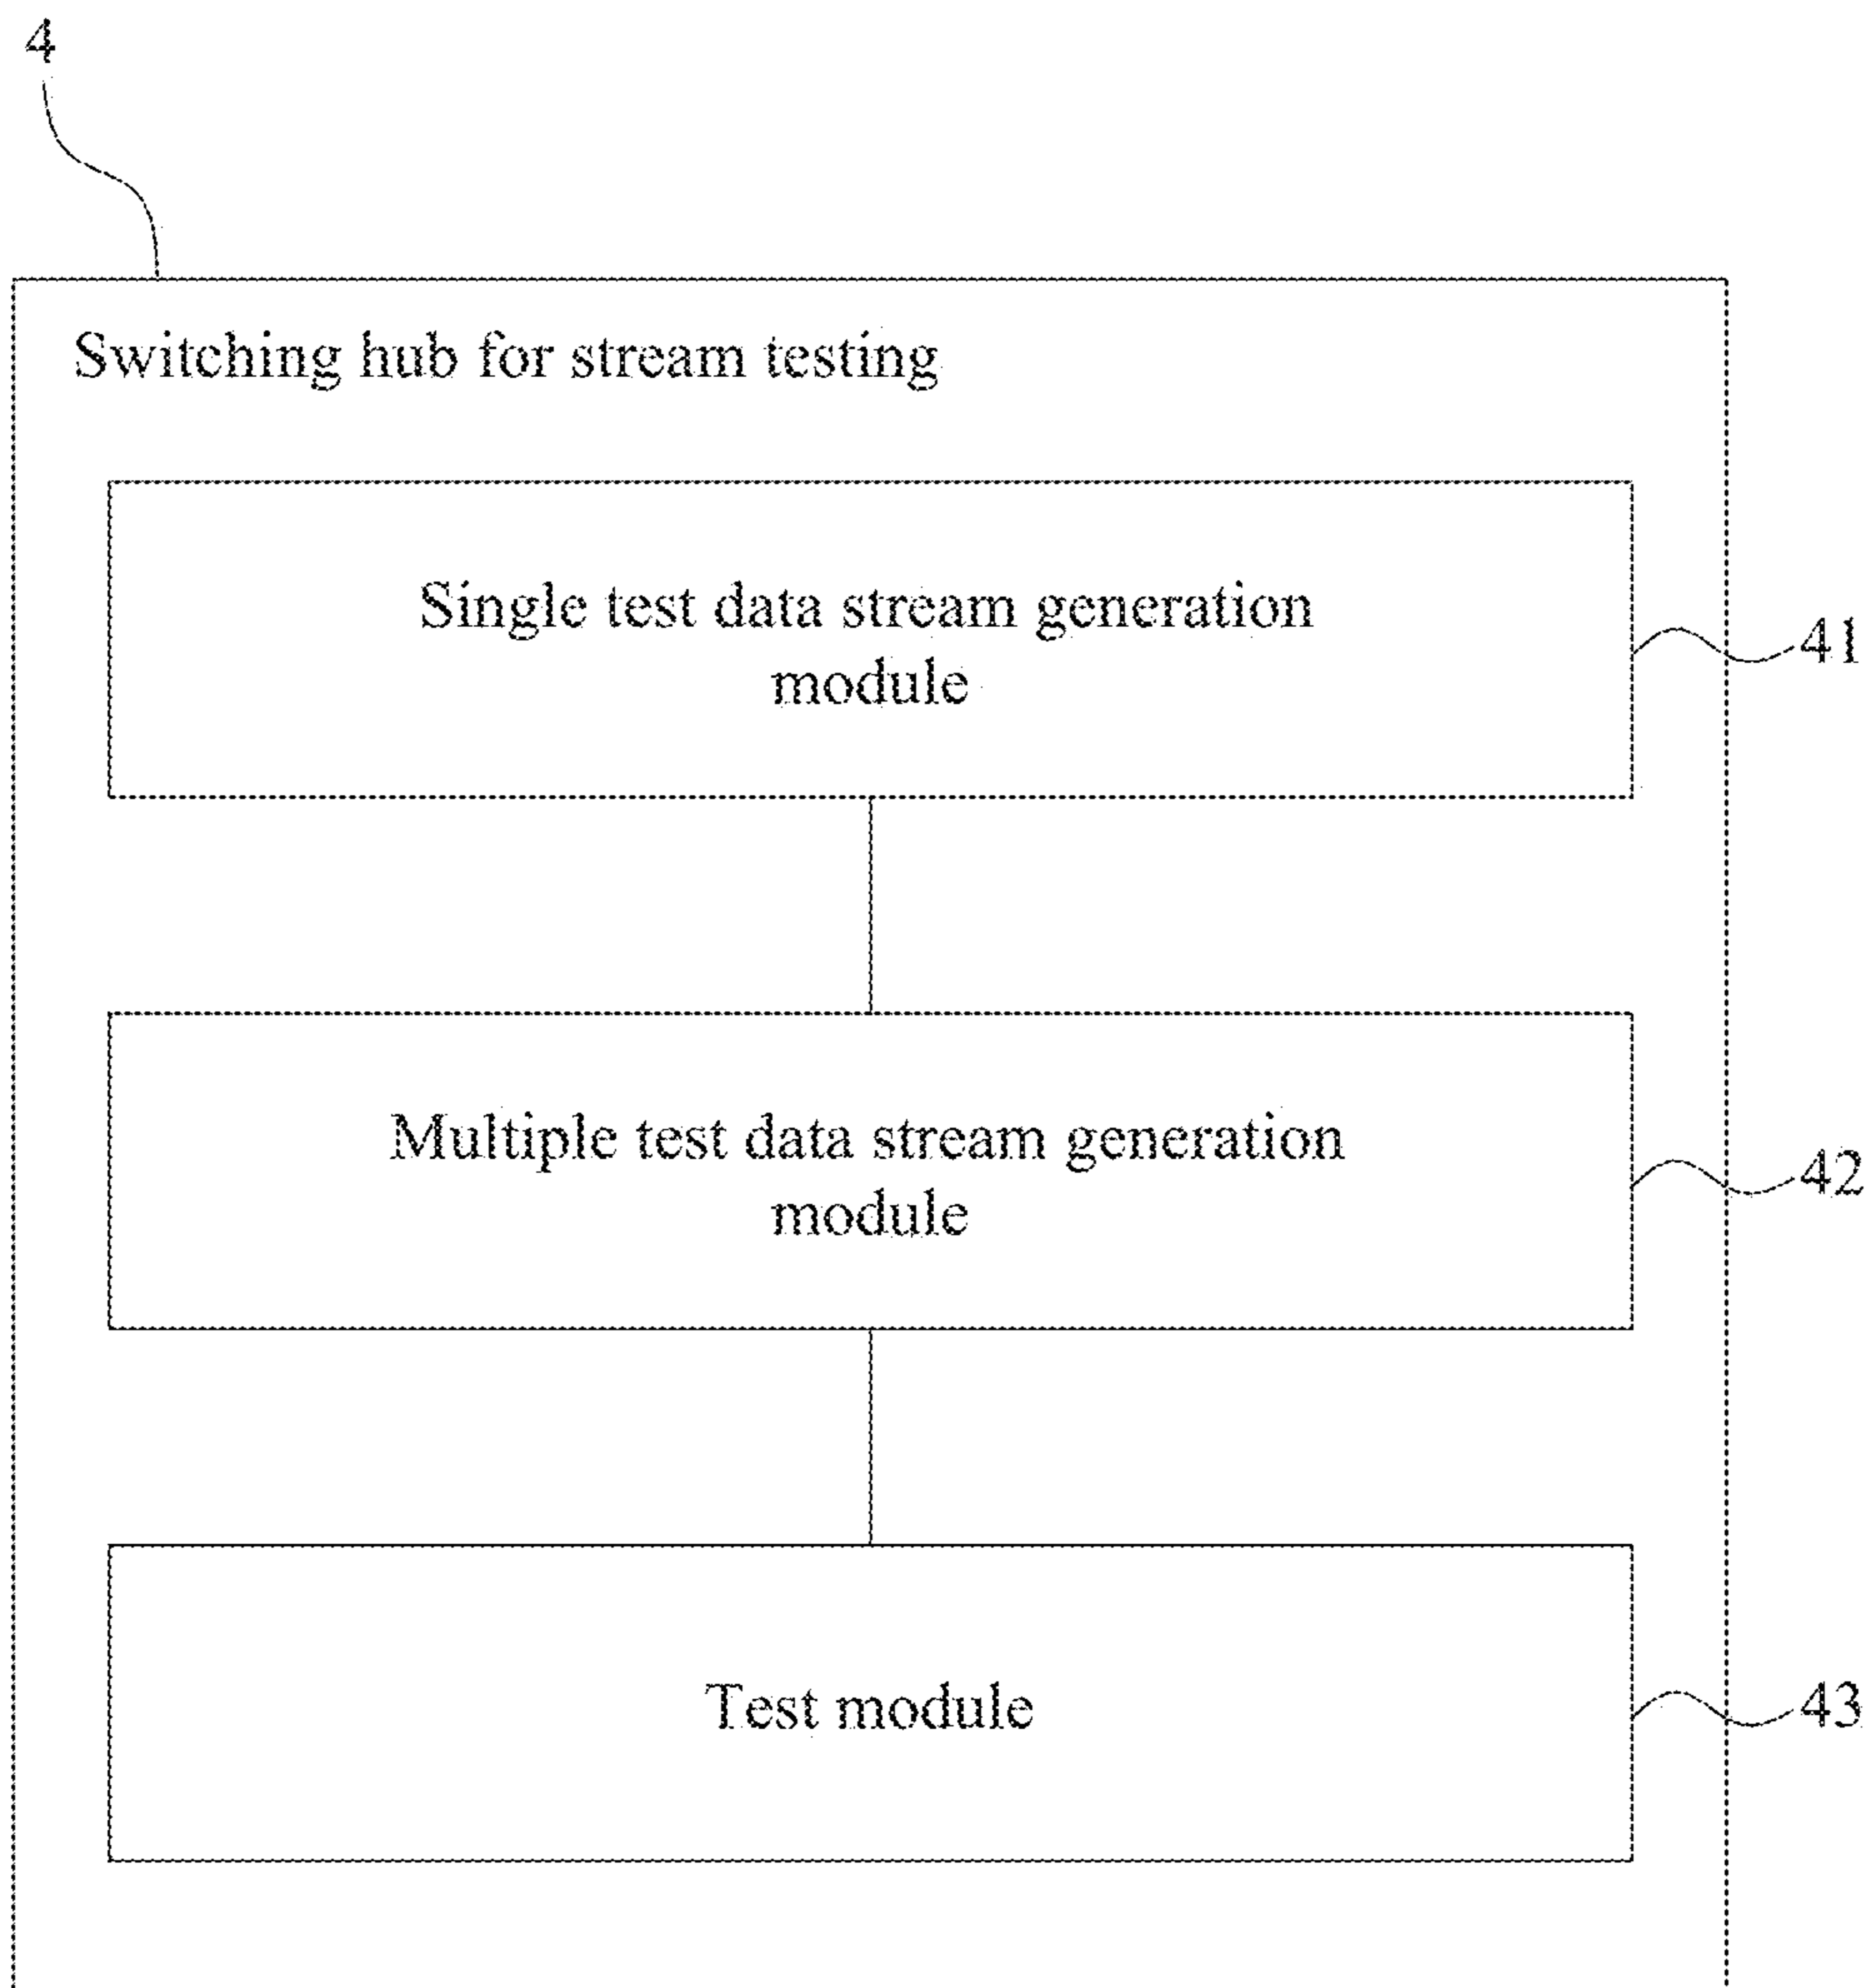 4
Switching hub for stream testing
Single test data stream generation
module
41
Multiple test data stream generation
module
42
Test module
43